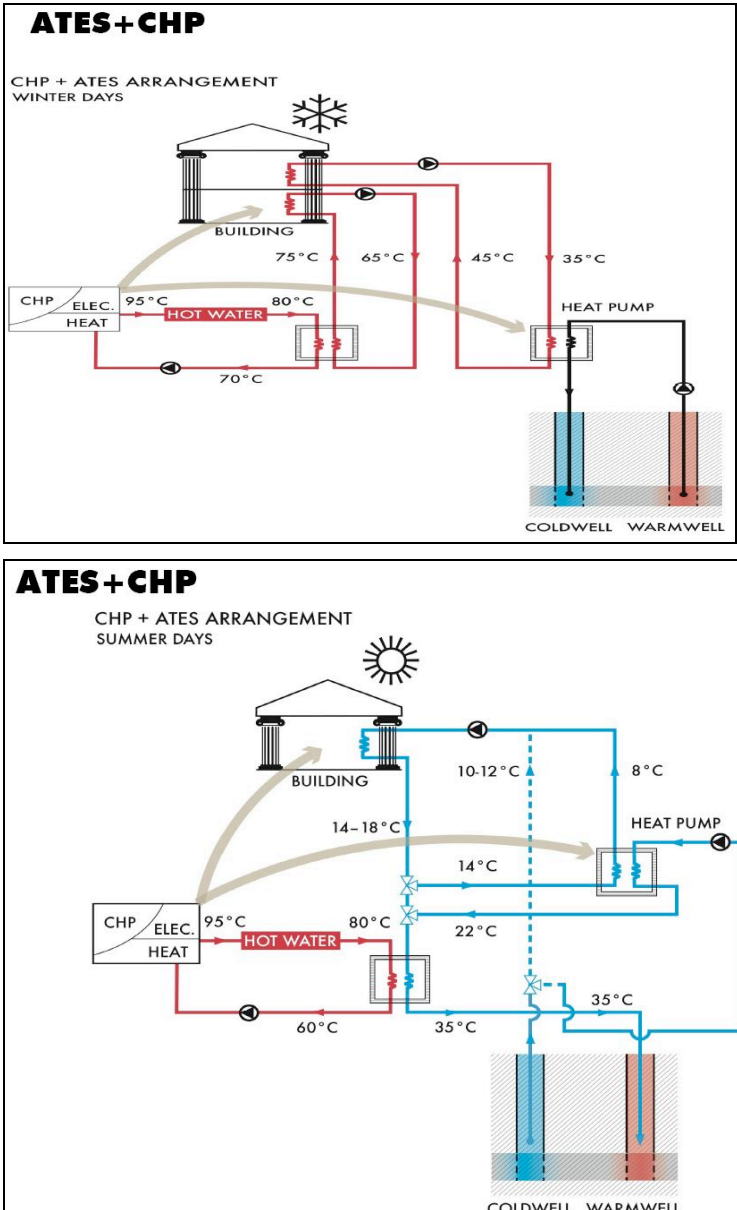 ATES+CHP
CHP + ATES ARRANGEMENT
WINTER DAYS
BUILDING
75°C 65°C 45°C 35°C
CHP ELEC. HEAT
95°C HOT WATER 80°C
70°C
HEAT PUMP
COLDWELL WARMWELL
ATES+CHP
CHP + ATES ARRANGEMENT
SUMMER DAYS
BUILDING
10-12°C 8°C
14–18°C
HEAT PUMP
14°C
22°C
CHP ELEC. HEAT
95°C HOT WATER 80°C
60°C 35°C
35°C
COLDWELL WARMWELL